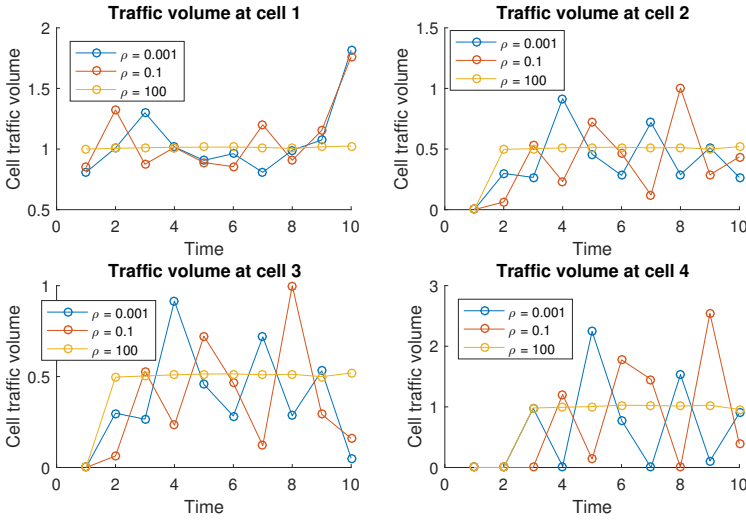 Traffic volume at cell 1
Cell traffic volume
2
1.5
1
0.5
ρ = 0.001
ρ = 0.1
ρ = 100
0 2 4 6 8 10
Time
Traffic volume at cell 2
Cell traffic volume
1.5
1
0.5
0
ρ = 0.001
ρ = 0.1
ρ = 100
0 2 4 6 8 10
Time
Traffic volume at cell 3
Cell traffic volume
1
0.5
0
ρ = 0.001
ρ = 0.1
ρ = 100
0 2 4 6 8 10
Time
Traffic volume at cell 4
Cell traffic volume
3
2
1
0
ρ = 0.001
ρ = 0.1
ρ = 100
0 2 4 6 8 10
Time